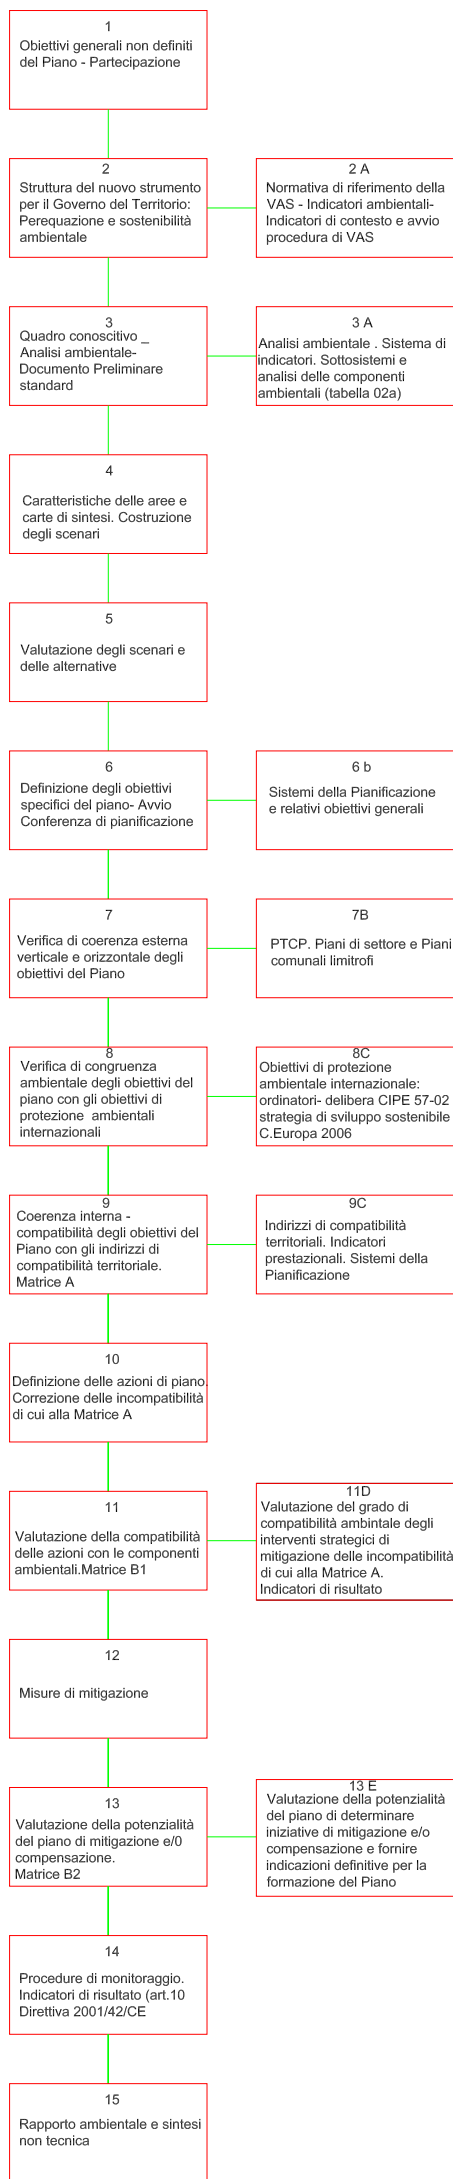 1
Obiettivi generali non definiti
del Piano - Partecipazione
2
Struttura del nuovo strumento
per il Governo del Territorio:
Perequazione e sostenibilità
ambientale
2 A
Normativa di riferimento della
VAS - Indicatori ambientali-
Indicatori di contesto e avvio
procedura di VAS
3
Quadro conoscitivo _
Analisi ambientale-
Documento Preliminare
standard
3 A
Analisi ambientale . Sistema di
indicatori. Sottosistemi e
analisi delle componenti
ambientali (tabella 02a)
4
Caratteristiche delle aree e
carte di sintesi. Costruzione
degli scenari
5
Valutazione degli scenari e
delle alternative
6
Definizione degli obiettivi
specifici del piano- Avvio
Conferenza di pianificazione
6 b
Sistemi della Pianificazione
e relativi obiettivi generali
7
Verifica di coerenza esterna
verticale e orizzontale degli
obiettivi del Piano
7B
PTCP. Piani di settore e Piani
comunali limitrofi
8
Verifica di congruenza
ambientale degli obiettivi del
piano con gli obiettivi di
protezione ambientali
internazionali
8C
Obiettivi di protezione
ambientale internazionale:
ordinatori- delibera CIPE 57-02
strategia di sviluppo sostenibile
C.Europa 2006
9
Coerenza interna -
compatibilità degli obiettivi del
Piano con gli indirizzi di
compatibilità territoriale.
Matrice A
9C
Indirizzi di compatibilità
territoriali. Indicatori
prestazionali. Sistemi della
Pianificazione
10
Definizione delle azioni di piano.
Correzione delle incompatibilità
di cui alla Matrice A
11
Valutazione della compatibilità
delle azioni con le componenti
ambientali.Matrice B1
11D
Valutazione del grado di
compatibilità ambintale degli
interventi strategici di
mitigazione delle incompatibilità
di cui alla Matrice A.
Indicatori di risultato
12
Misure di mitigazione
13
Valutazione della potenzialità
del piano di mitigazione e/0
compensazione.
Matrice B2
13 E
Valutazione della potenzialità
del piano di determinare
iniziative di mitigazione e/o
compensazione e fornire
indicazioni definitive per la
formazione del Piano
14
Procedure di monitoraggio.
Indicatori di risultato (art.10
Direttiva 2001/42/CE
15
Rapporto ambientale e sintesi
non tecnica